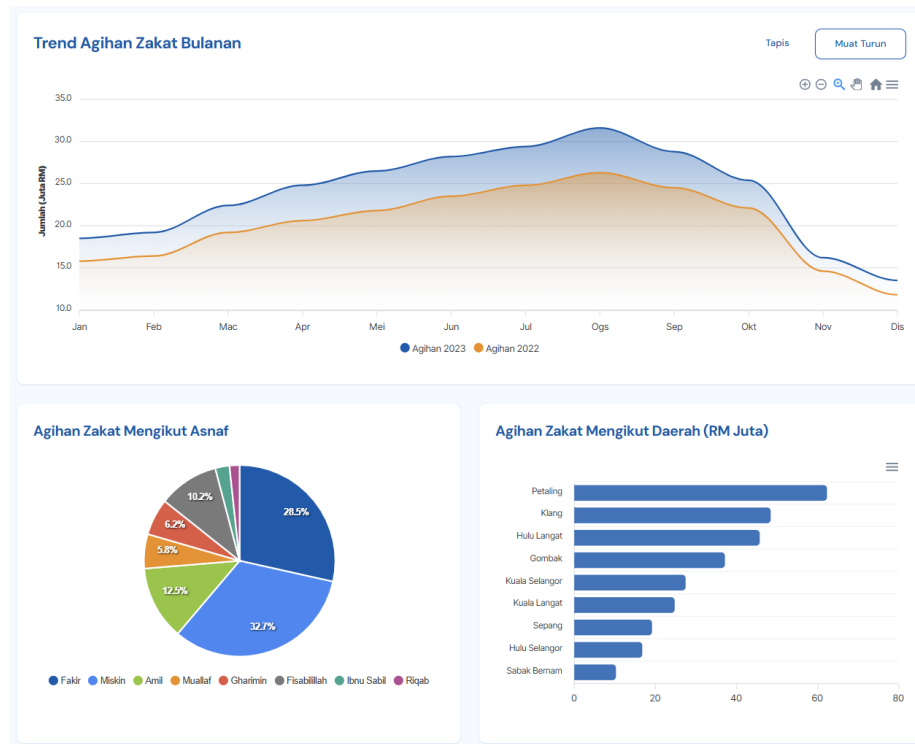 Trend Agihan Zakat Bulanan
Tapis
Muat Turun
35.0
30.0
25.0
20.0
15.0
10.0
Jumlah (Juta RM)
Jan Feb Mac Apr Mei Jun Jul Ogs Sep Okt Nov Dis
Agihan 2023 Agihan 2022
Agihan Zakat Mengikut Asnaf
28.5%
32.7%
12.5%
5.8%
6.2%
10.2%
Fakir Miskin Amil Muallaf Gharimin Fisabilillah Ibnu Sabil Riqab
Agihan Zakat Mengikut Daerah (RM Juta)
Petaling
Klang
Hulu Langat
Gombak
Kuala Selangor
Kuala Langat
Sepang
Hulu Selangor
Sabak Bernam
0 20 40 60 80